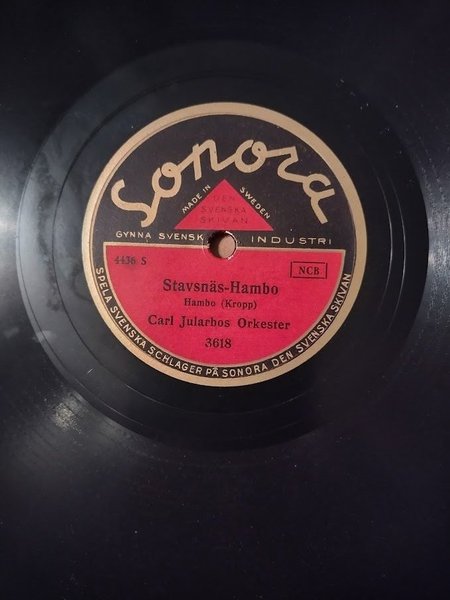 Sonora
MADE IN SWEDEN
DEN
SVENSKA
SKIVAN
GYNNA SVENSK INDUSTRI
4436 S
NCB
Stavsnäs-Hambo
Hambo (Kropp)
Carl Jularbos Orkester
3618
SPELA SVENSKA SCHLAGER PÅ SONORA DEN SVENSKA SKIVAN